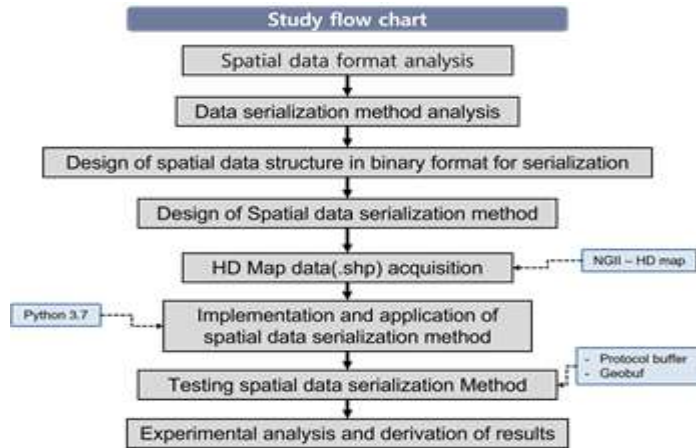 Study flow chart
Spatial data format analysis
Data serialization method analysis
Design of spatial data structure in binary format for serialization
Design of Spatial data serialization method
HD Map data(.shp) acquisition
NGII – HD map
Python 3.7
Implementation and application of
spatial data serialization method
Testing spatial data serialization Method
- Protocol buffer
- Geobuf
Experimental analysis and derivation of results